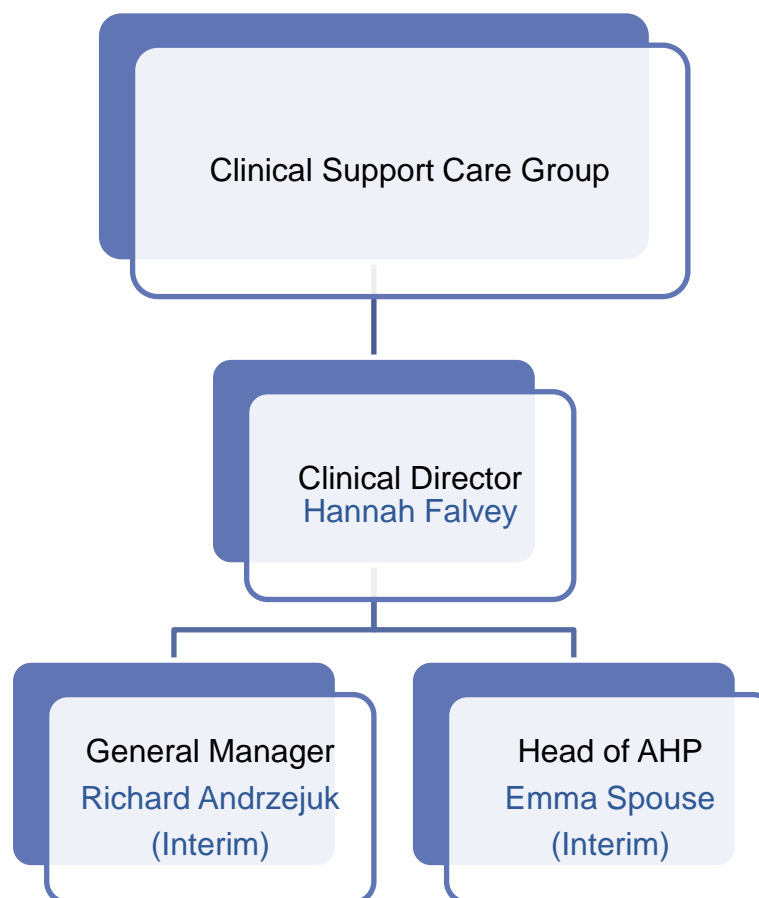 Clinical Support Care Group
Clinical Director
Hannah Falvey
General Manager
Richard Andrzejuk
(Interim)
Head of AHP
Emma Spouse
(Interim)